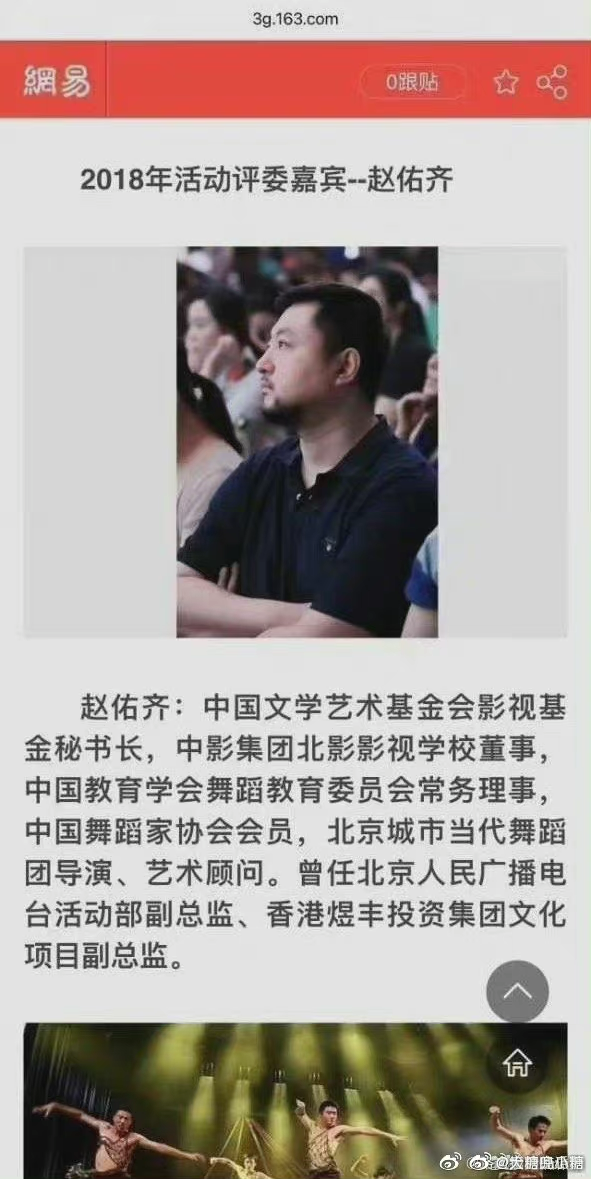 3g.163.com
網易
0跟贴
2018年活动评委嘉宾--赵佑齐
赵佑齐：中国文学艺术基金会影视基
金秘书长，中影集团北影影视学校董事，
中国教育学会舞蹈教育委员会常务理事，
中国舞蹈家协会会员，北京城市当代舞蹈
团导演、艺术顾问。曾任北京人民广播电
台活动部副总监、香港煜丰投资集团文化
项目副总监。